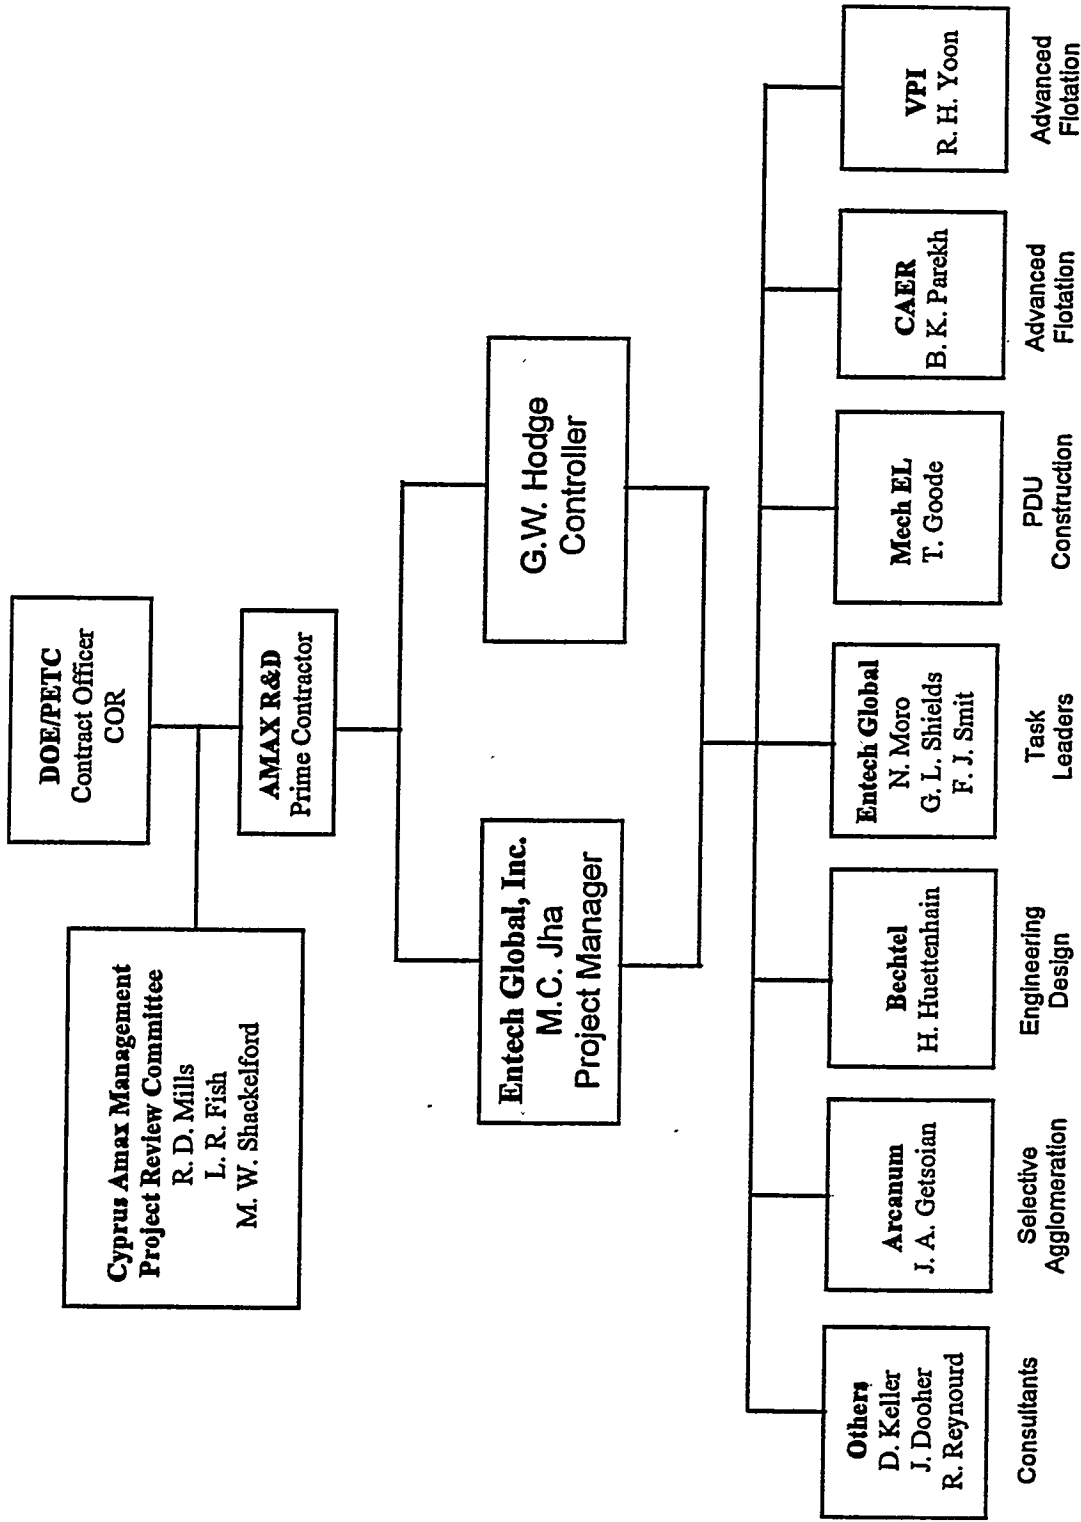 DOE/PETC
Contract Officer
COR
Cyprus Amax Management
Project Review Committee
R. D. Mills
L. R. Fish
M. W. Shackelford
AMAX R&D
Prime Contractor
Entech Global, Inc.
M.C. Jha
Project Manager
G.W. Hodge
Controller
Others
D. Keller
J. Dooher
R. Reynourd
Consultants
Arcanum
J. A. Getsoian
Selective
Agglomeration
Bechtel
H. Huettenhain
Engineering
Design
Entech Global
N. Moro
G. L. Shields
F. J. Smit
Task
Leaders
Mech EL
T. Goode
PDU
Construction
CAER
B. K. Parekh
Advanced
Flotation
VPI
R. H. Yoon
Advanced
Flotation